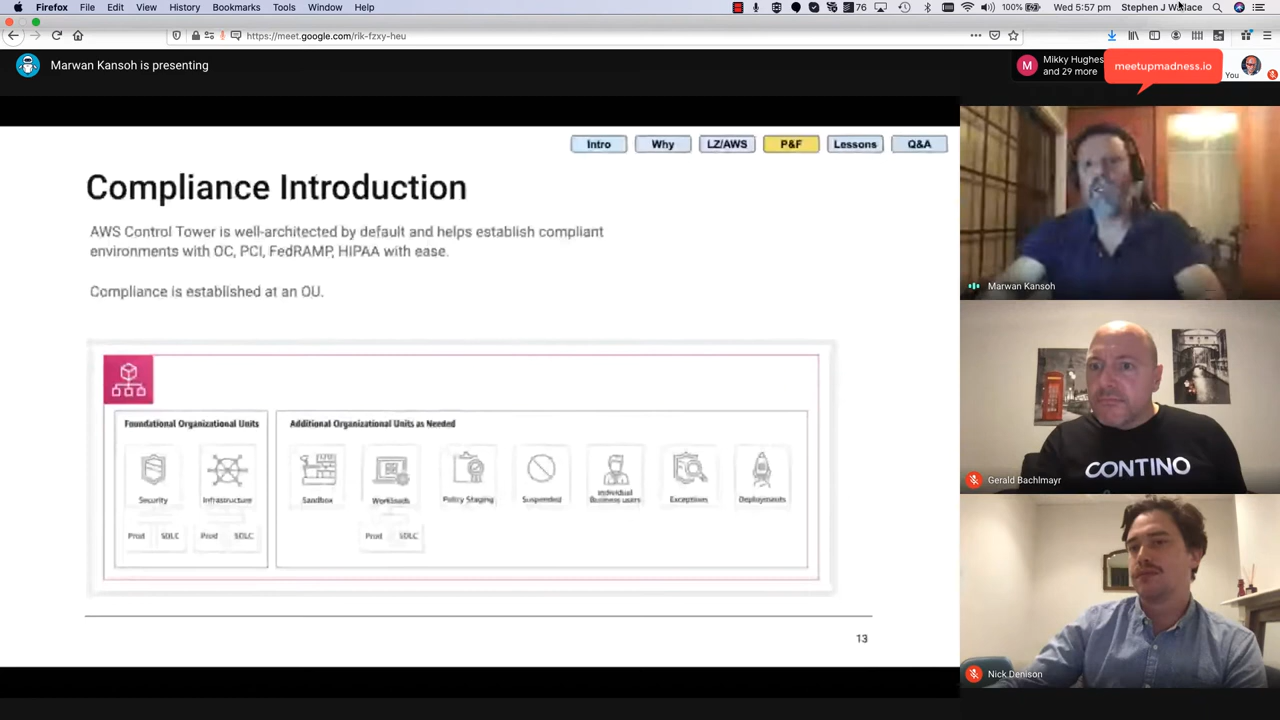 Firefox File Edit View History Bookmarks Tools Window Help
76
100%
Wed 5:57 pm
Stephen J Wallace
https://meet.google.com/rik-fzxy-heu
Marwan Kansoh is presenting
M
Mikky Hughes
and 29 more
meetupmadness.io
You
Intro Why LZ/AWS P&F Lessons Q&A
Compliance Introduction
AWS Control Tower is well-architected by default and helps establish compliant
environments with OC, PCI, FedRAMP, HIPAA with ease.
Compliance is established at an OU.
Foundational Organizational Units
Additional Organizational Units as Needed
Security Infrastructure Sandbox Workloads Policy Staging Suspended Individual
Business users Exceptions Deployments
Prod SDLC Prod SDLC Prod SDLC
13
Marwan Kansoh
CONTINO
Gerald Bachlmayr
Nick Denison